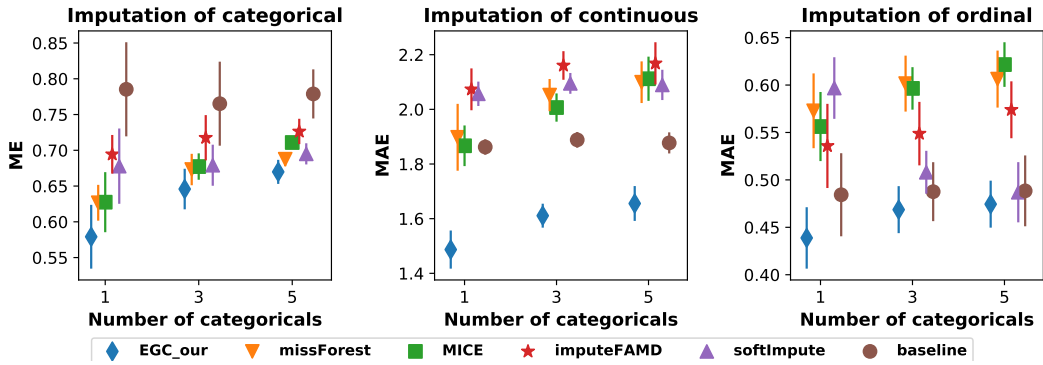 Imputation of categorical
0.85
0.80
0.75
0.70
0.65
0.60
0.55
ME
1
3
5
Number of categoricals
Imputation of continuous
2.2
2.0
1.8
1.6
1.4
MAE
1
3
5
Number of categoricals
Imputation of ordinal
0.65
0.60
0.55
0.50
0.45
0.40
MAE
1
3
5
Number of categoricals
EGC_our missForest MICE imputeFAMD softImpute baseline